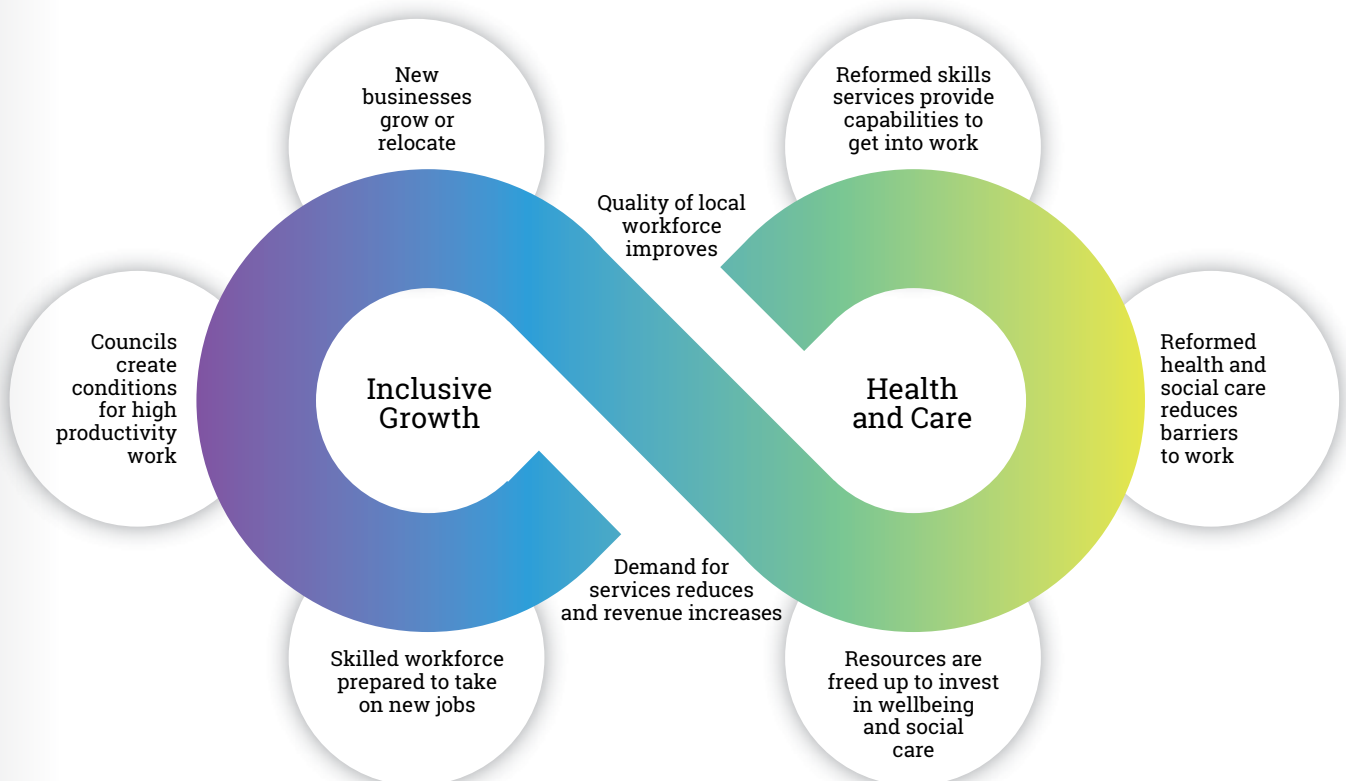 New
businesses
grow or
relocate
Reformed skills
services provide
capabilities to
get into work
Quality of local
workforce
improves
Councils
create
conditions
for high
productivity
work
Inclusive
Growth
Health
and Care
Reformed
health and
social care
reduces
barriers
to work
Demand for
services reduces
and revenue increases
Skilled workforce
prepared to take
on new jobs
Resources are
freed up to invest
in wellbeing
and social
care